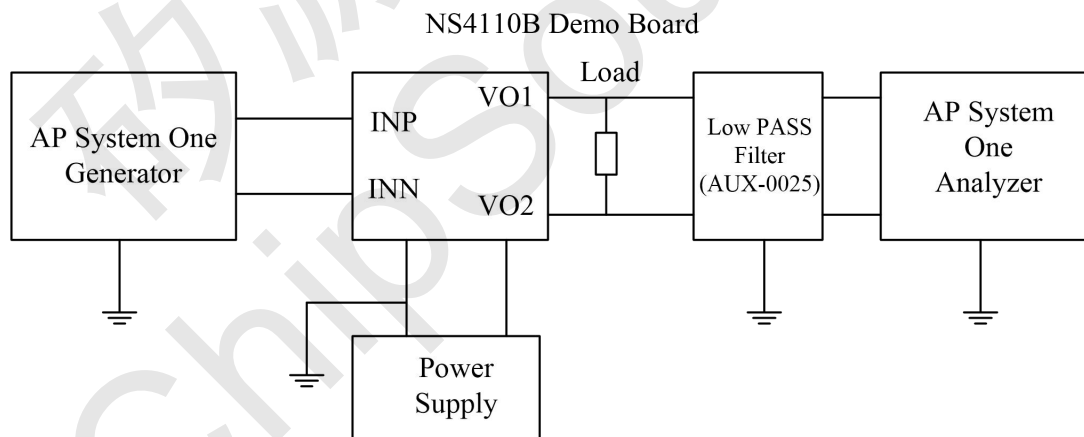 NS4110B Demo Board
AP System One
Generator
INP
INN
VO1
VO2
Load
Low PASS
Filter
(AUX-0025)
AP System
One
Analyzer
Power
Supply